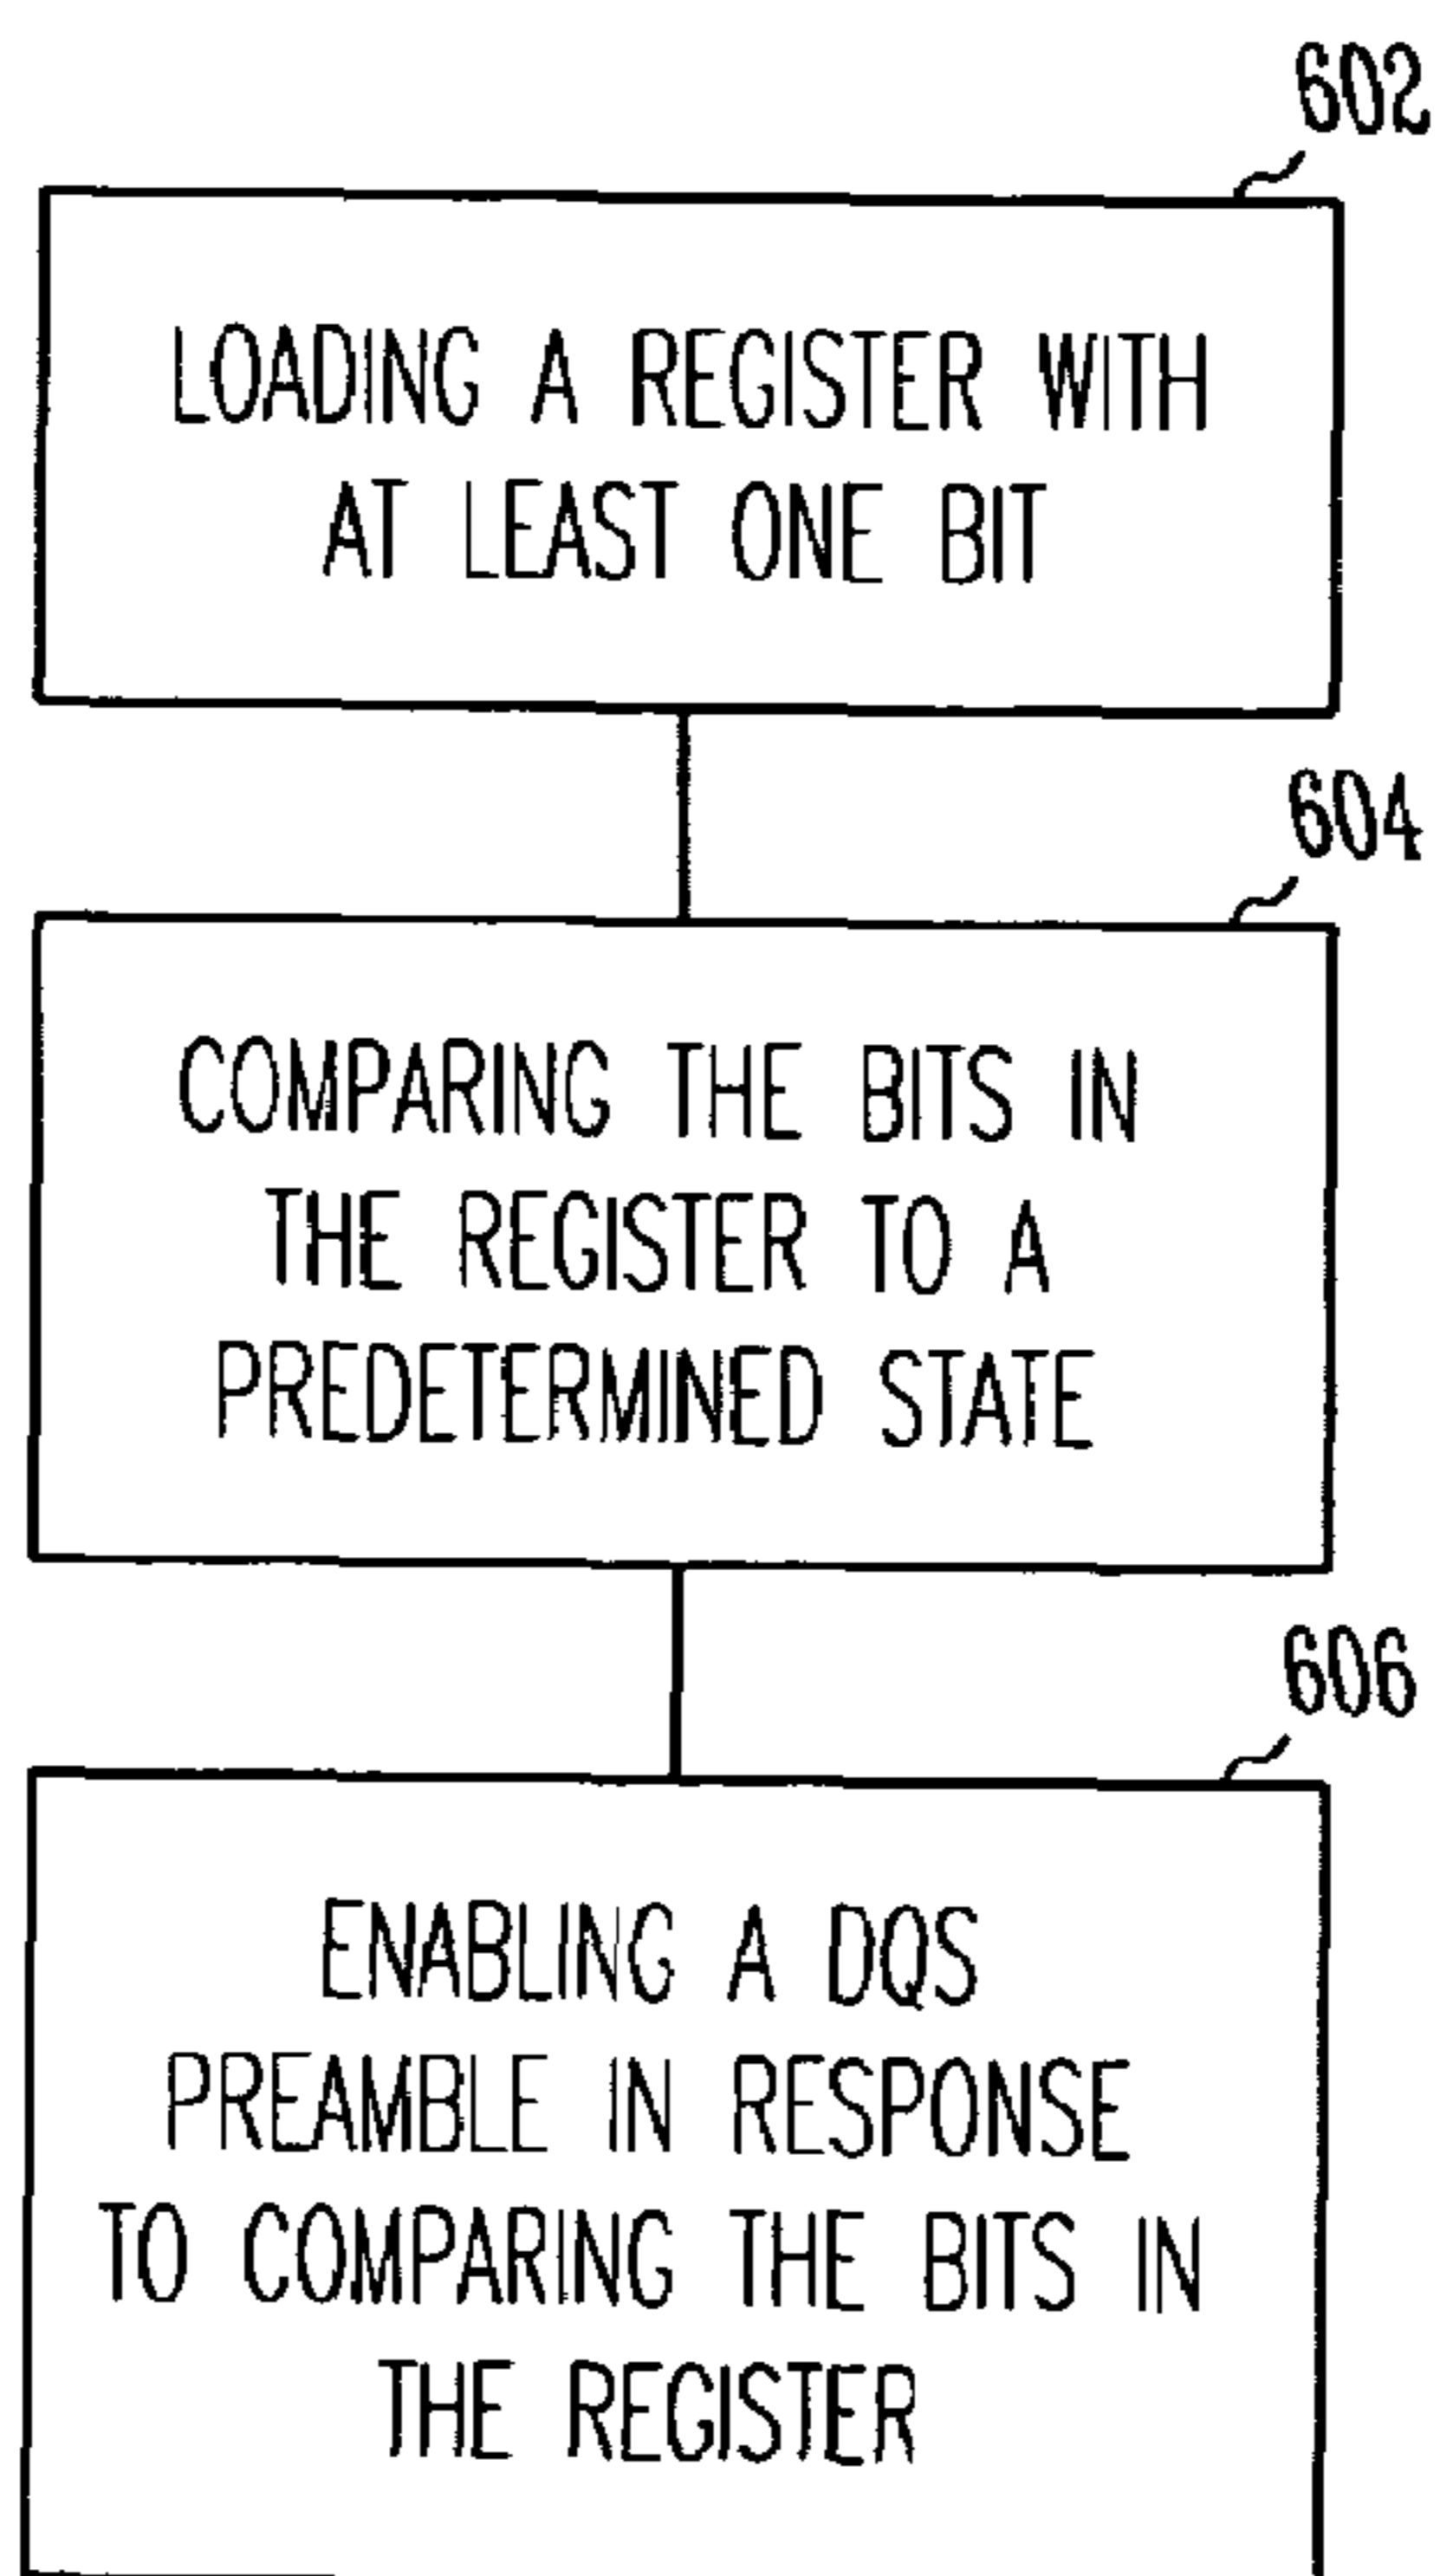 602
LOADING A REGISTER WITH
AT LEAST ONE BIT
604
COMPARING THE BITS IN
THE REGISTER TO A
PREDETERMINED STATE
606
ENABLING A DQS
PREAMBLE IN RESPONSE
TO COMPARING THE BITS IN
THE REGISTER